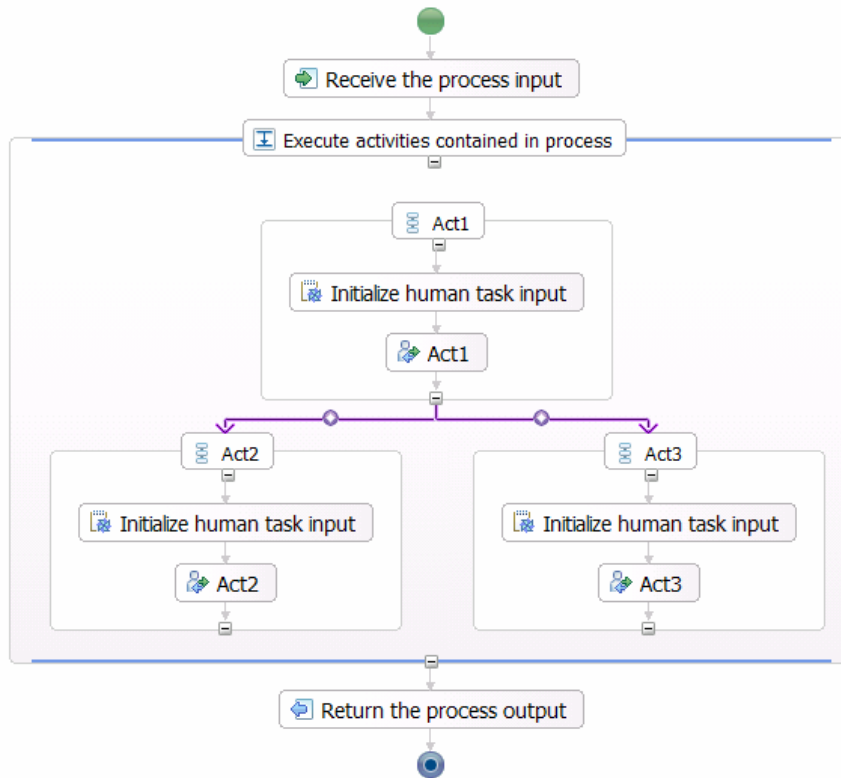 Receive the process input
Execute activities contained in process
Act1
Initialize human task input
Act1
Act2
Act3
Initialize human task input
Initialize human task input
Act2
Act3
Return the process output